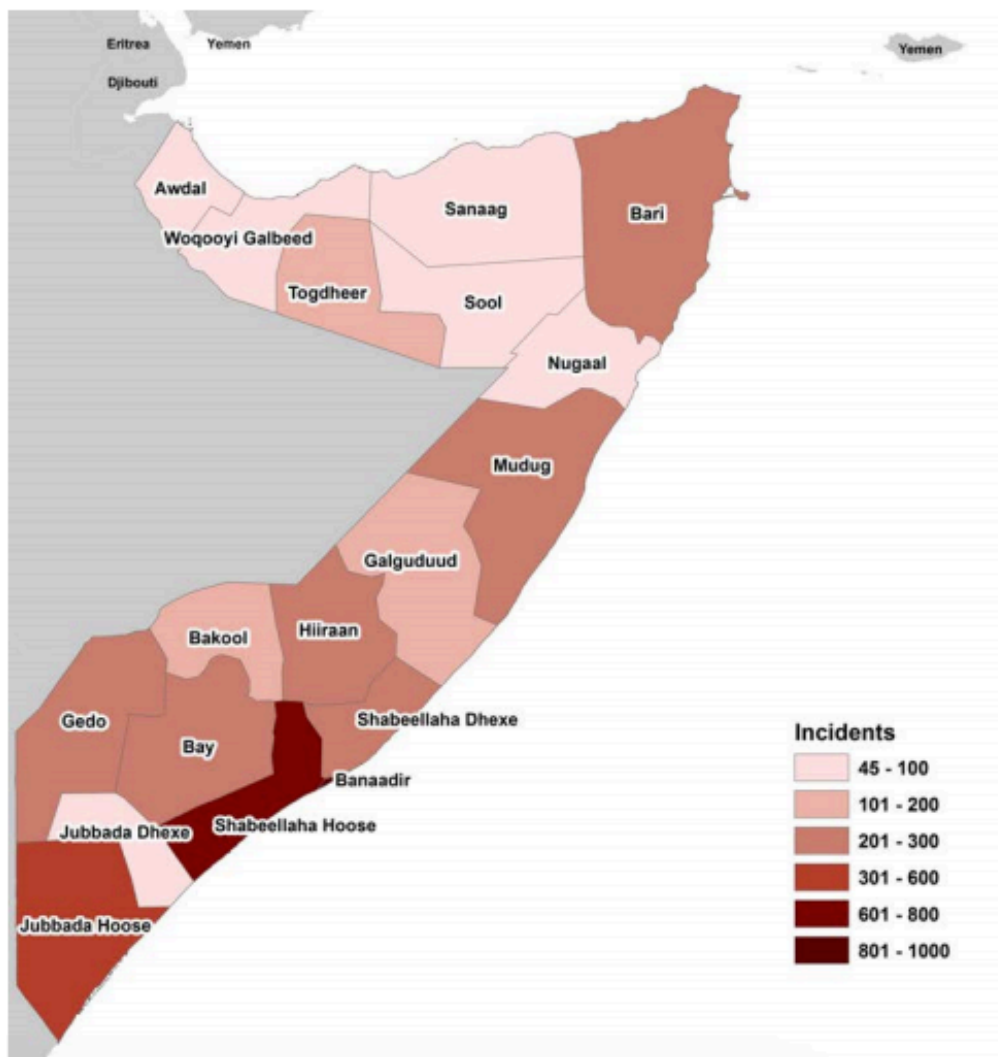 Eritrea
Yemen
Yemen
Djibouti
Awdal
Sanaag
Bari
Woqooyi Galbeed
Togdheer
Sool
Nugaal
Mudug
Galguduud
Hiiraan
Bakool
Gedo
Shabeellaha Dhexe
Bay
Banaadir
Shabeellaha Hoose
Jubbada Dhexe
Jubbada Hoose
Incidents
45 - 100
101 - 200
201 - 300
301 - 600
601 - 800
801 - 1000